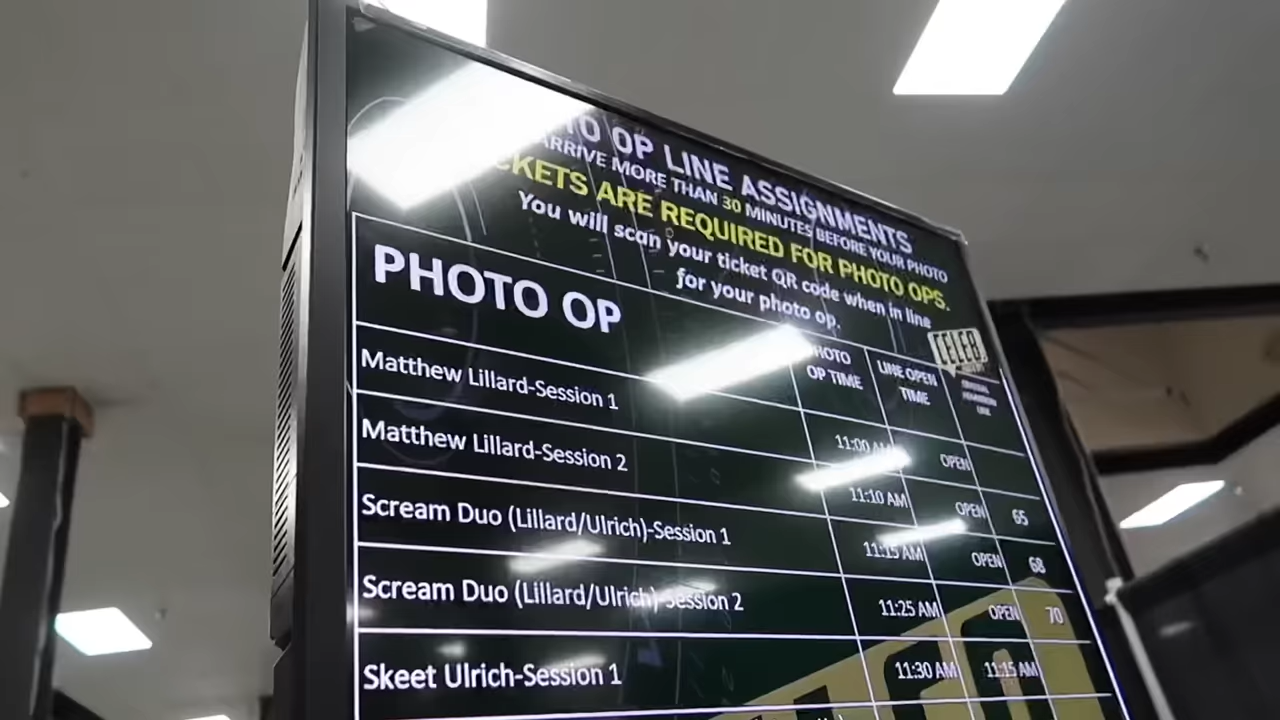 OP LINE ASSIGNMENTS
ARRIVE MORE THAN 30 MINUTES BEFORE YOUR PHOTO
ARE REQUIRED FOR PHOTO OPS.
You will scan your ticket QR code when in line
for your photo op.
CELEB
PHOTO OP
PHOTO
OP TIME
LINE OPEN
TIME
Matthew Lillard-Session 1 11:00 AM OPEN
Matthew Lillard-Session 2 11:10 AM OPEN 65
Scream Duo (Lillard/Ulrich)-Session 1 11:15 AM OPEN 68
Scream Duo (Lillard/Ulrich)-Session 2 11:25 AM OPEN 70
Skeet Ulrich-Session 1 11:30 AM 11:15 AM